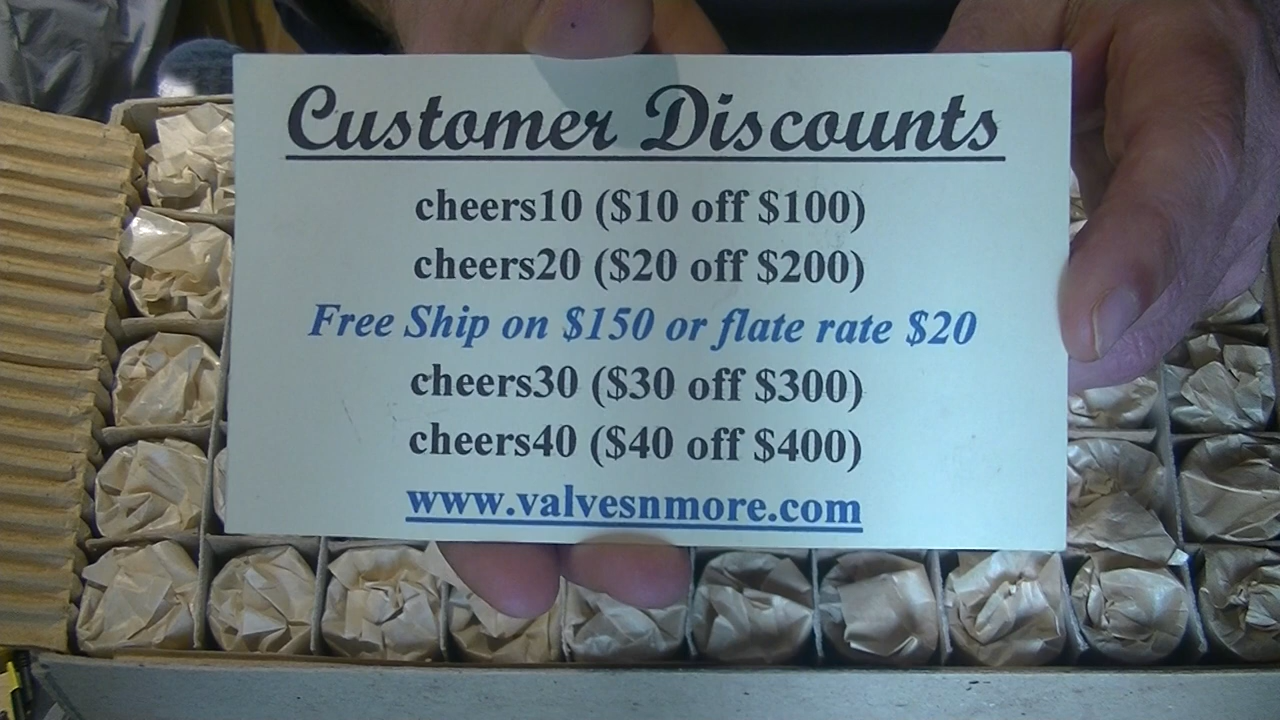 Customer Discounts
cheers10 ($10 off $100)
cheers20 ($20 off $200)
Free Ship on $150 or flate rate $20
cheers30 ($30 off $300)
cheers40 ($40 off $400)
www.valvesnmore.com